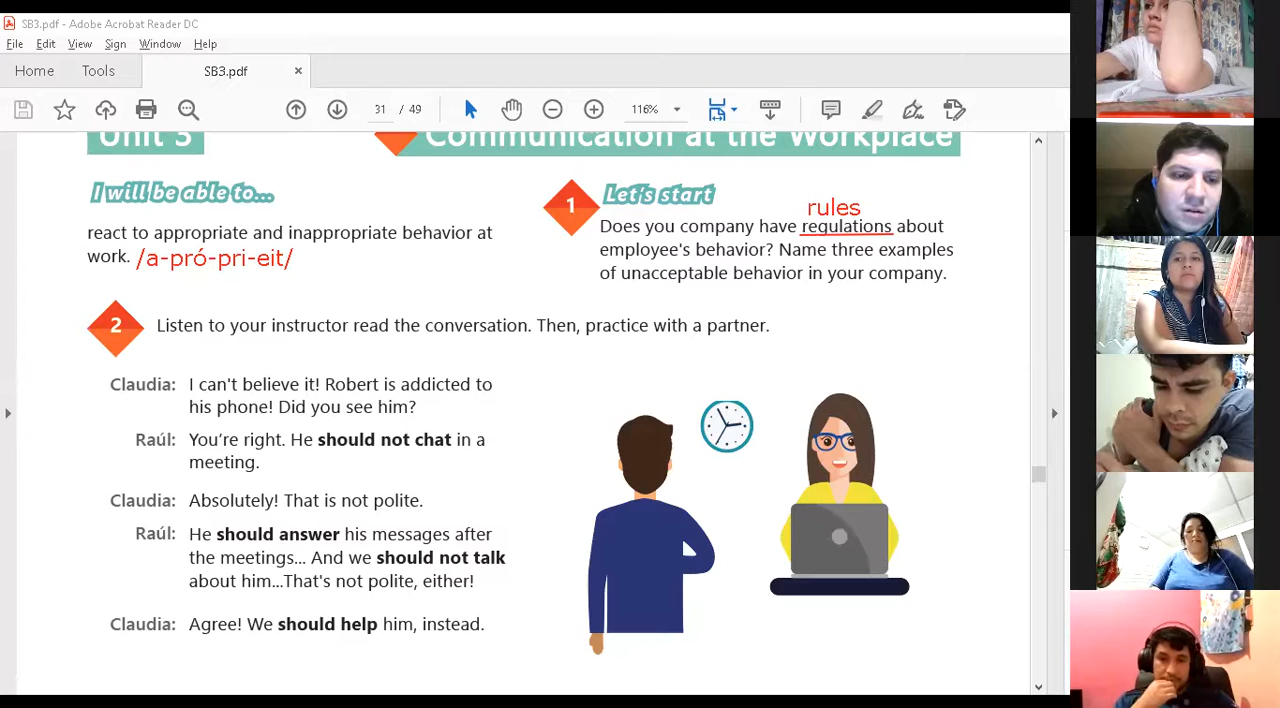 SB3.pdf - Adobe Acrobat Reader DC
File Edit View Sign Window Help
Home Tools SB3.pdf ×
31 / 49 116%
Unit 3 Communication at the Workplace
I will be able to...
react to appropriate and inappropriate behavior at
work. /a-pró-pri-eit/
1 Let's start
rules
Does you company have regulations about
employee's behavior? Name three examples
of unacceptable behavior in your company.
2 Listen to your instructor read the conversation. Then, practice with a partner.
Claudia: I can't believe it! Robert is addicted to
his phone! Did you see him?
Raúl: You're right. He should not chat in a
meeting.
Claudia: Absolutely! That is not polite.
Raúl: He should answer his messages after
the meetings... And we should not talk
about him...That's not polite, either!
Claudia: Agree! We should help him, instead.